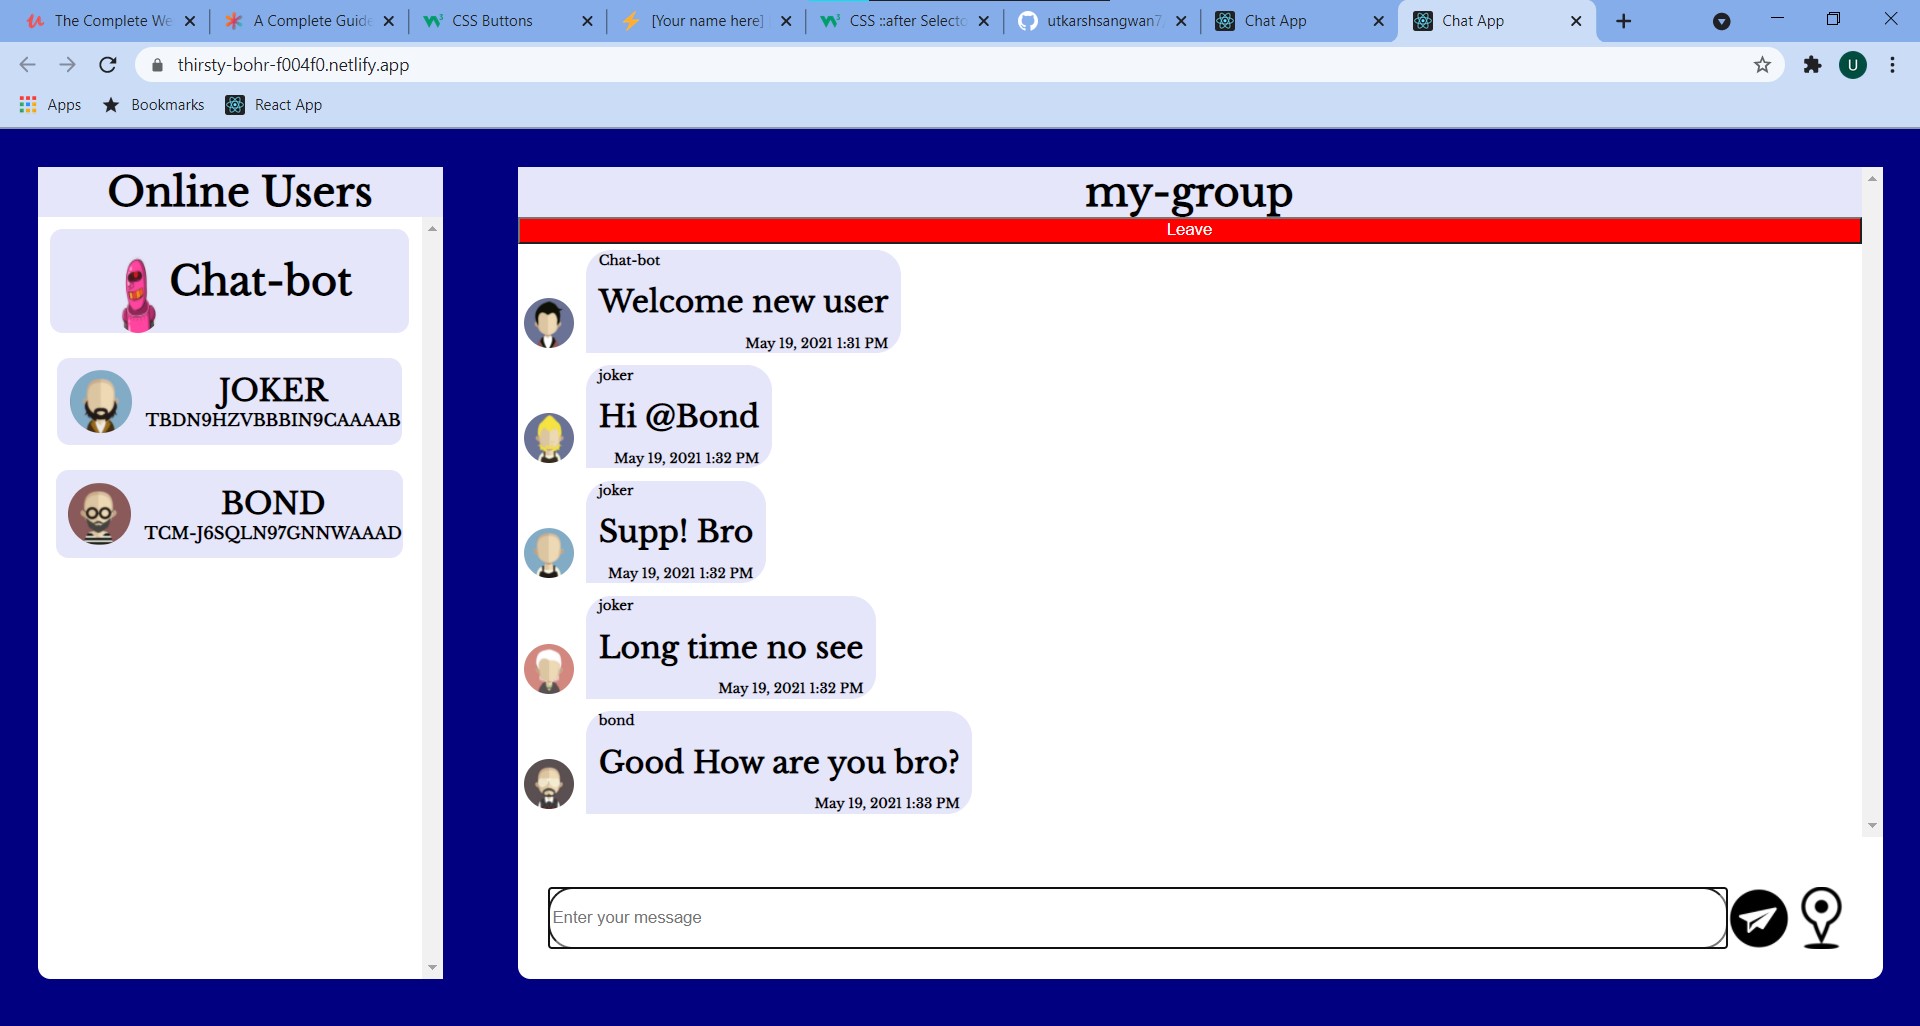 The Complete We
A Complete Guide
CSS Buttons
[Your name here]
CSS ::after Selecto
utkarshsangwan7
Chat App
Chat App
thirsty-bohr-f004f0.netlify.app
U
Apps
Bookmarks
React App
Online Users
Chat-bot
JOKER
TBDN9HZVBBBIN9CAAAAB
BOND
TCM-J6SQLN97GNNWAAAD
my-group
Leave
Chat-bot
Welcome new user
May 19, 2021 1:31 PM
joker
Hi @Bond
May 19, 2021 1:32 PM
joker
Supp! Bro
May 19, 2021 1:32 PM
joker
Long time no see
May 19, 2021 1:32 PM
bond
Good How are you bro?
May 19, 2021 1:33 PM
Enter your message